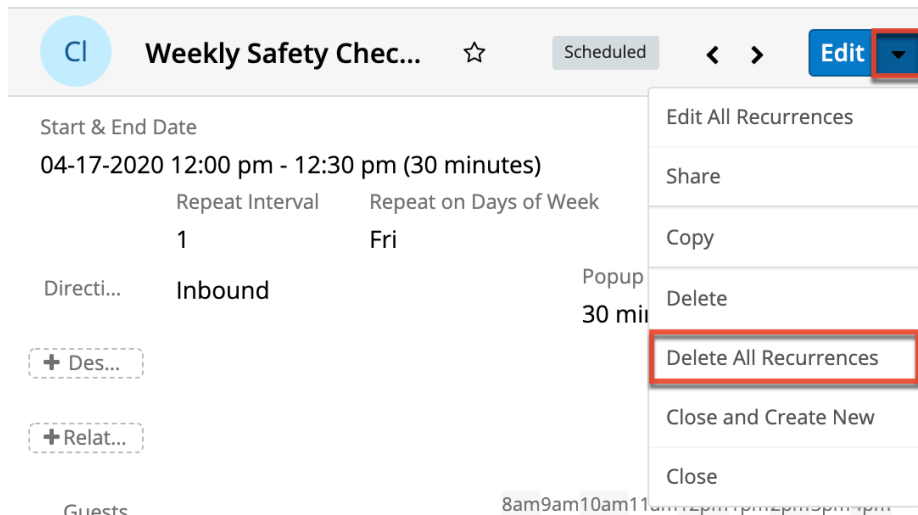 Cl Weekly Safety Chec... Scheduled Edit
Edit All Recurrences
Start & End Date
04-17-2020 12:00 pm - 12:30 pm (30 minutes)
Share
Repeat Interval Repeat on Days of Week
1 Fri
Copy
Directi... Inbound
Popup
30 min
Delete
+ Des...
Delete All Recurrences
+Relat...
Close and Create New
Close
Guests
8am9am10am11am12pm1pm2pm3pm4pm